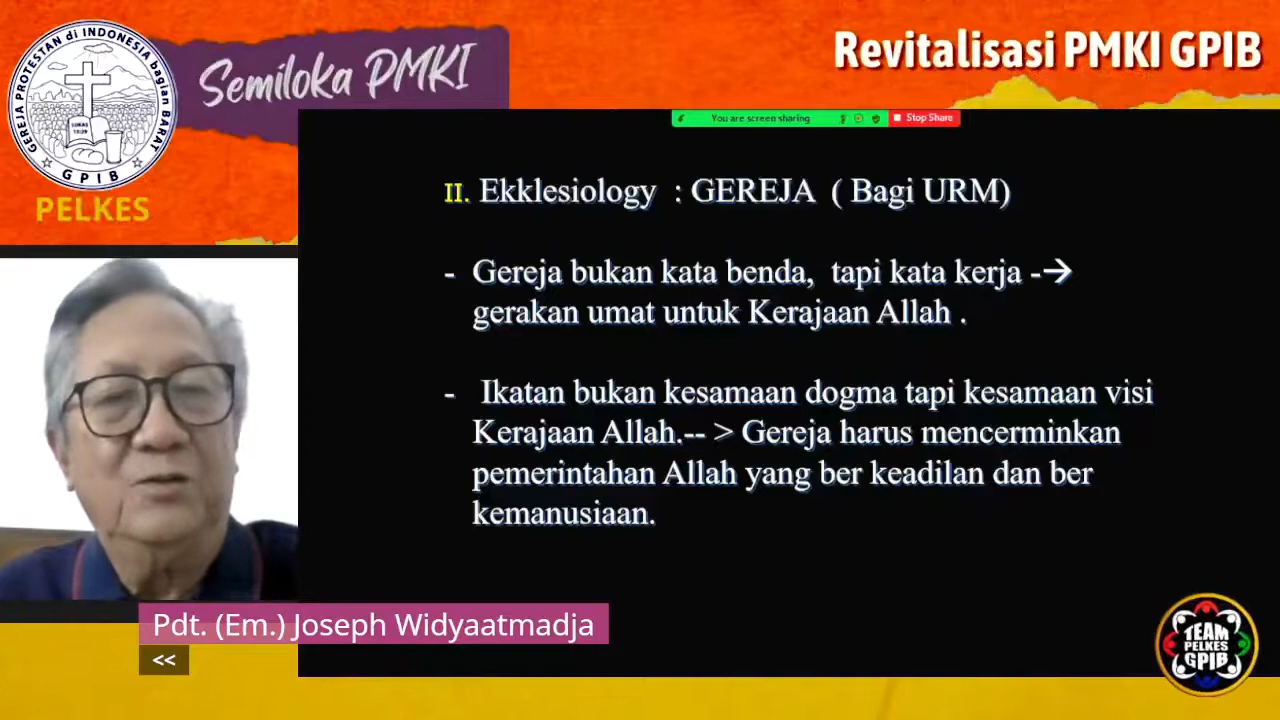 GEREJA PROTESTAN di INDONESIA bagian BARAT
LUKAS
GPIB
PELKES
Semiloka PMKI
Revitalisasi PMKI GPIB
You are screen sharing
Stop Share
II. Ekklesiology : GEREJA ( Bagi URM)
- Gereja bukan kata benda, tapi kata kerja -→
gerakan umat untuk Kerajaan Allah .
- Ikatan bukan kesamaan dogma tapi kesamaan visi
Kerajaan Allah.-- > Gereja harus mencerminkan
pemerintahan Allah yang ber keadilan dan ber
kemanusiaan.
Pdt. (Em.) Joseph Widyaatmadja
<<
TEAM
PELKES
GPIB